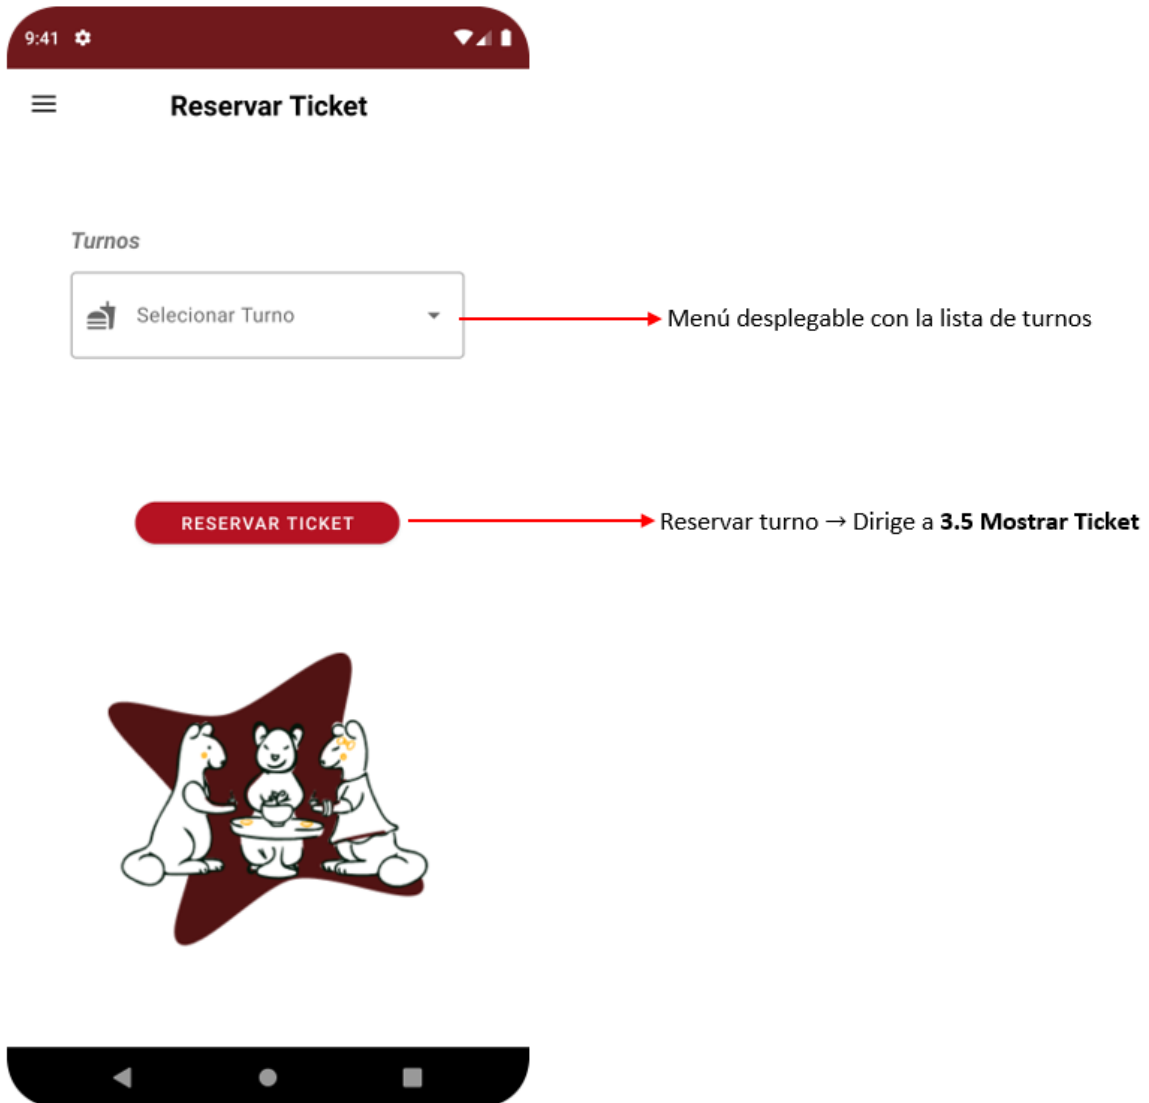 9:41
Reservar Ticket
Turnos
Selecionar Turno
Menú desplegable con la lista de turnos
RESERVAR TICKET
Reservar turno → Dirige a 3.5 Mostrar Ticket